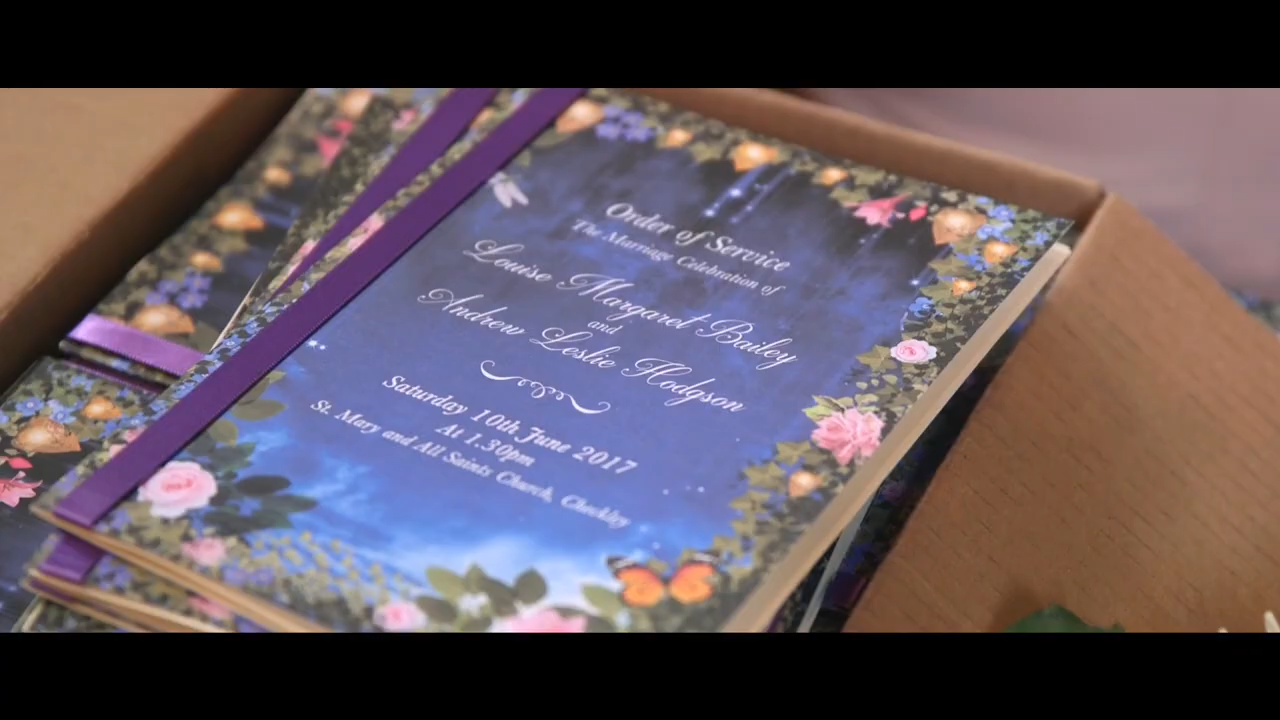 Order of Service
The Marriage Celebration of
Louise Margaret Bailey
and
Andrew Leslie Hodgson
Saturday 10th June 2017
At 1.30pm
St. Mary and All Saints Church, Checkley